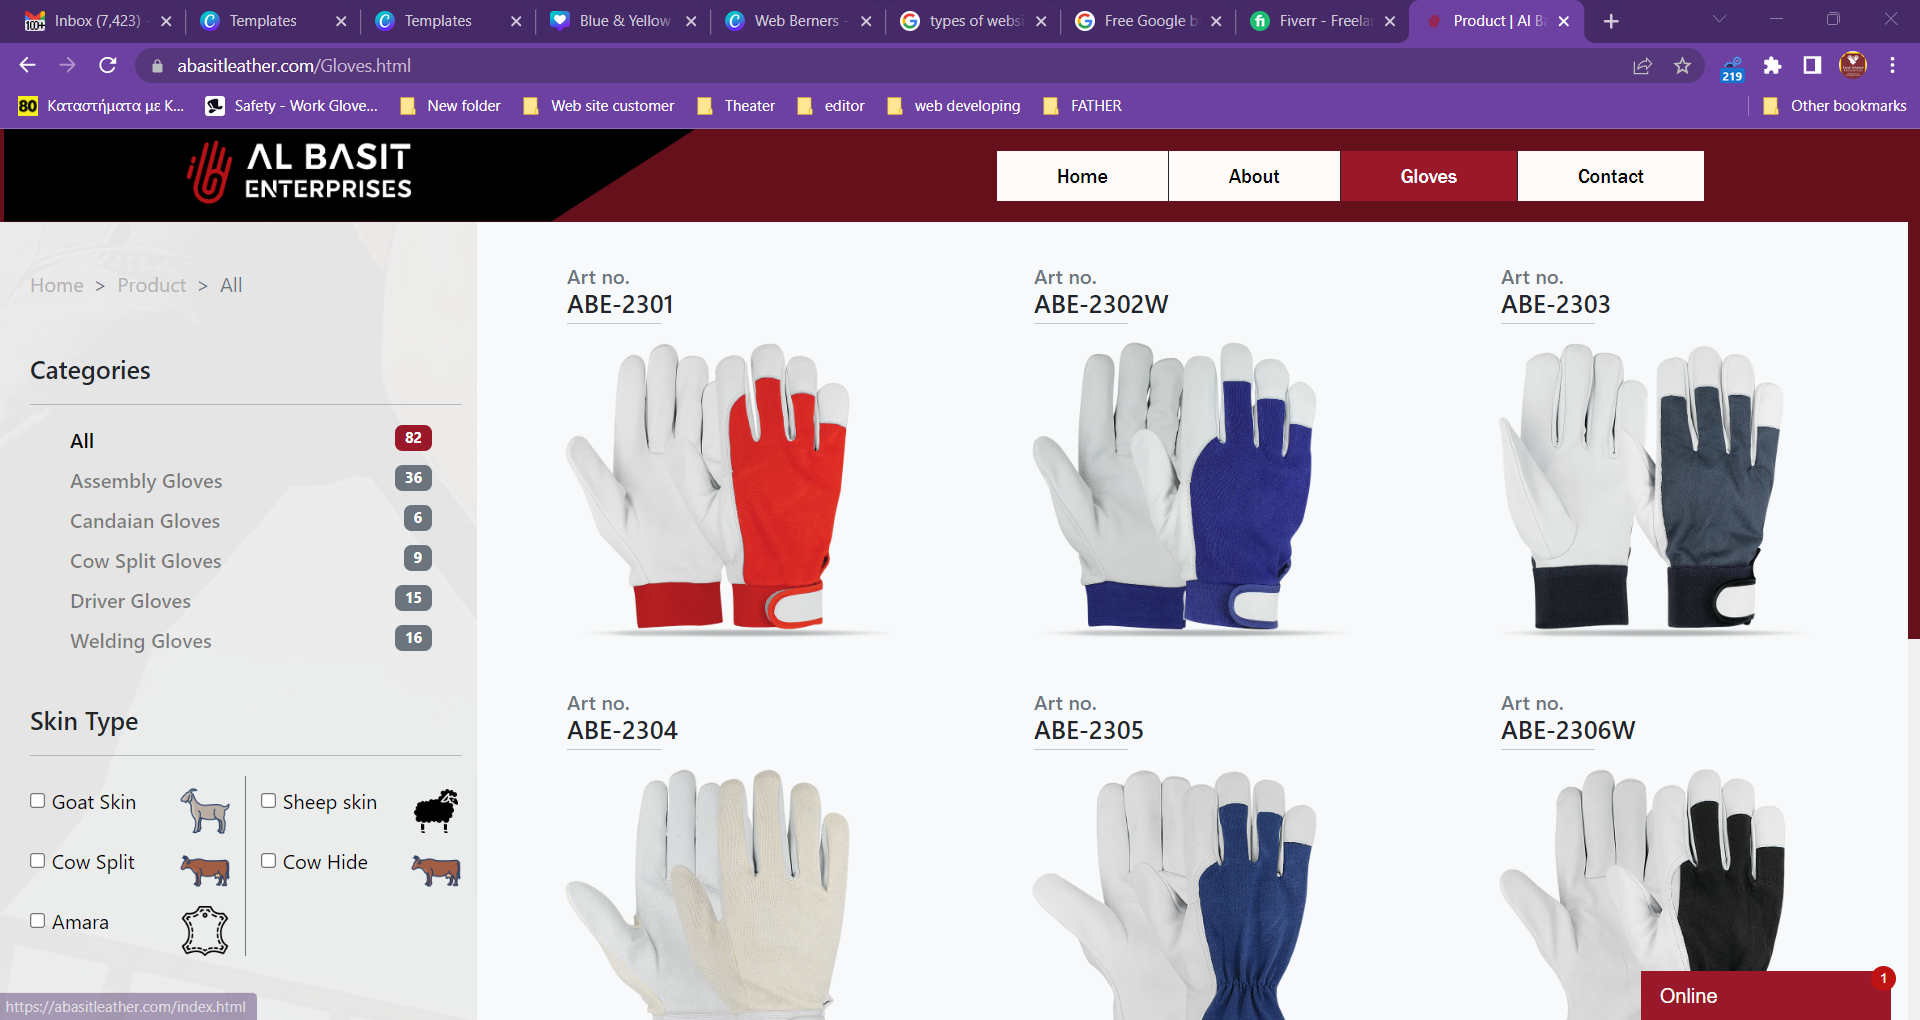 Inbox (7,423) -
Templates
Templates
Blue & Yellow
Web Berners -
types of websi
Free Google b
Fiverr - Freela
Product | Al Ba
abasitleather.com/Gloves.html
219
80 Καταστήματα με Κ...
Safety - Work Glove...
New folder
Web site customer
Theater
editor
web developing
FATHER
Other bookmarks
AL BASIT
ENTERPRISES
Home
About
Gloves
Contact
Home > Product > All
Categories
All 82
Assembly Gloves 36
Candaian Gloves 6
Cow Split Gloves 9
Driver Gloves 15
Welding Gloves 16
Skin Type
Goat Skin
Sheep skin
Cow Split
Cow Hide
Amara
Art no.
ABE-2301
Art no.
ABE-2302W
Art no.
ABE-2303
Art no.
ABE-2304
Art no.
ABE-2305
Art no.
ABE-2306W
Online
1
https://abasitleather.com/index.html